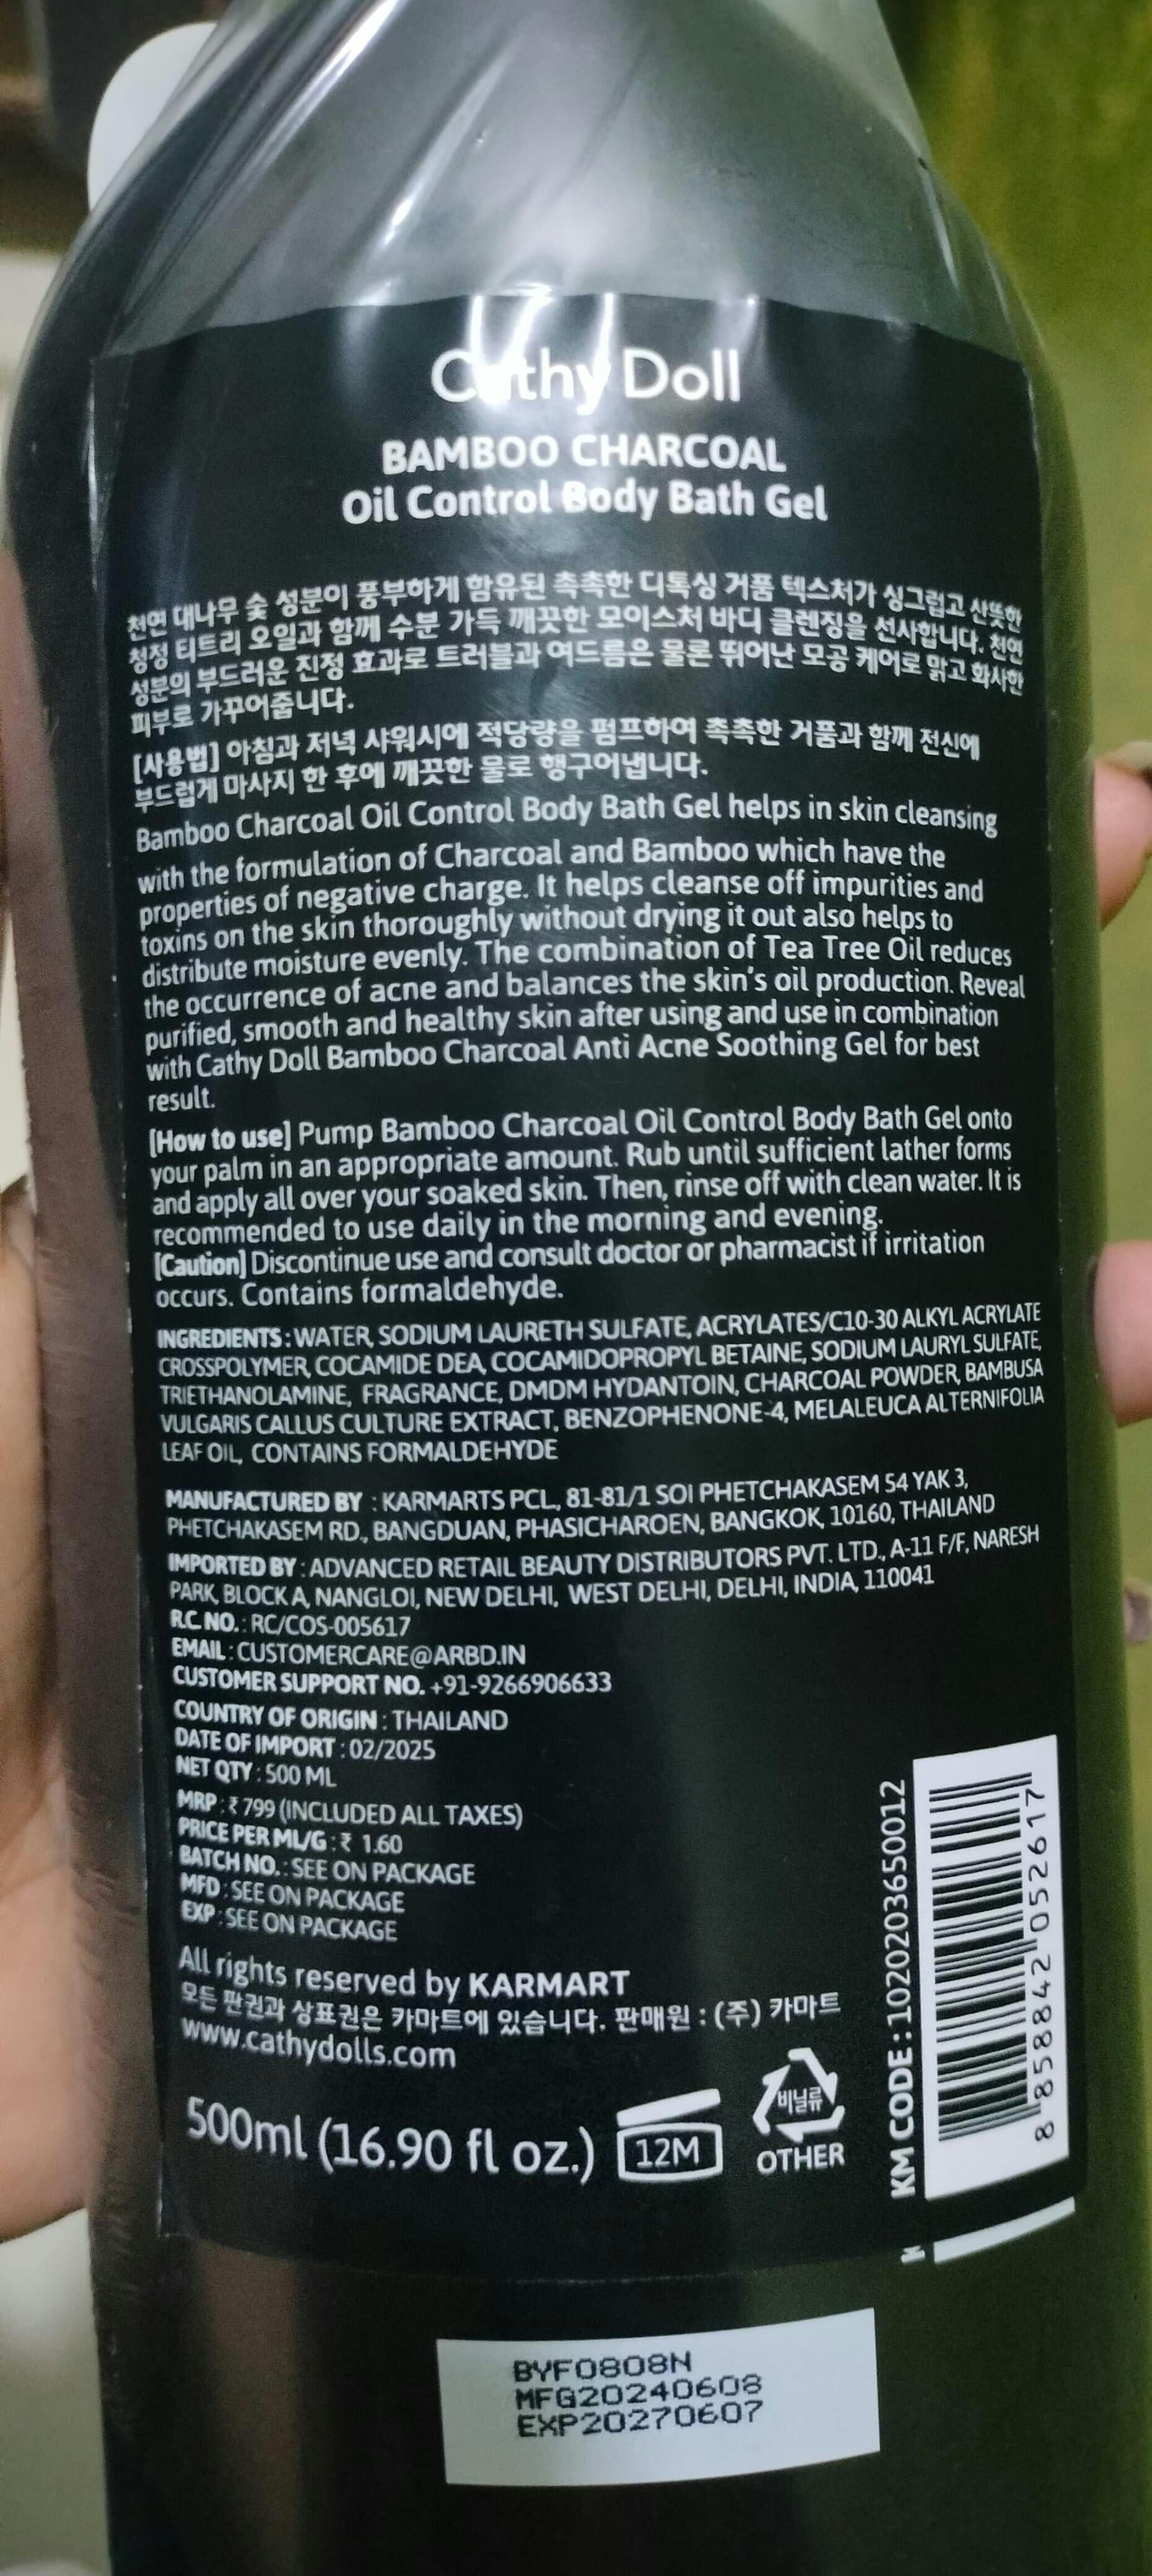 Cathy Doll
BAMBOO CHARCOAL
Oil Control Body Bath Gel
천연 대나무 숯 성분이 풍부하게 함유된 촉촉한 디톡싱 거품 텍스처가 싱그럽고 산뜻한
청정 티트리 오일과 함께 수분 가득 깨끗한 모이스처 바디 클렌징을 선사합니다. 천연
성분의 부드러운 진정 효과로 트러블과 여드름은 물론 뛰어난 모공 케어로 맑고 화사한
피부로 가꾸어줍니다.
[사용법] 아침과 저녁 샤워시에 적당량을 펌프하여 촉촉한 거품과 함께 전신에
부드럽게 마사지 한 후에 깨끗한 물로 행구어냅니다.
Bamboo Charcoal Oil Control Body Bath Gel helps in skin cleansing
with the formulation of Charcoal and Bamboo which have the
properties of negative charge. It helps cleanse off impurities and
toxins on the skin thoroughly without drying it out also helps to
distribute moisture evenly. The combination of Tea Tree Oil reduces
the occurrence of acne and balances the skin's oil production. Reveal
purified, smooth and healthy skin after using and use in combination
with Cathy Doll Bamboo Charcoal Anti Acne Soothing Gel for best
result.
[How to use] Pump Bamboo Charcoal Oil Control Body Bath Gel onto
your palm in an appropriate amount. Rub until sufficient lather forms
and apply all over your soaked skin. Then, rinse off with clean water. It is
recommended to use daily in the morning and evening.
[Caution] Discontinue use and consult doctor or pharmacist if irritation
occurs. Contains formaldehyde.
INGREDIENTS : WATER, SODIUM LAURETH SULFATE, ACRYLATES/C10-30 ALKYL ACRYLATE
CROSSPOLYMER, COCAMIDE DEA, COCAMIDOPROPYL BETAINE, SODIUM LAURYL SULFATE,
TRIETHANOLAMINE, FRAGRANCE, DMDM HYDANTOIN, CHARCOAL POWDER, BAMBUSA
VULGARIS CALLUS CULTURE EXTRACT, BENZOPHENONE-4, MELALEUCA ALTERNIFOLIA
LEAF OIL, CONTAINS FORMALDEHYDE
MANUFACTURED BY : KARMARTS PCL, 81-81/1 SOI PHETCHAKASEM 54 YAK 3,
PHETCHAKASEM RD., BANGDUAN, PHASICHAROEN, BANGKOK, 10160, THAILAND
IMPORTED BY : ADVANCED RETAIL BEAUTY DISTRIBUTORS PVT. LTD., A-11 F/F, NARESH
PARK, BLOCK A, NANGLOI, NEW DELHI, WEST DELHI, DELHI, INDIA, 110041
R.C. NO. : RC/COS-005617
EMAIL : CUSTOMERCARE@ARBD.IN
CUSTOMER SUPPORT NO. +91-9266906633
COUNTRY OF ORIGIN : THAILAND
DATE OF IMPORT : 02/2025
NET QTY : 500 ML
MRP : ₹ 799 (INCLUDED ALL TAXES)
PRICE PER ML/G : ₹ 1.60
BATCH NO. : SEE ON PACKAGE
MFD : SEE ON PACKAGE
EXP : SEE ON PACKAGE
All rights reserved by KARMART
모든 판권과 상표권은 카마트에 있습니다. 판매원 : (주) 카마트
www.cathydolls.com
500ml (16.90 fl oz.)
12M
비닐류
OTHER
KM CODE : 1020203650012
8 858842 052617
BYF0808N
MFG20240608
EXP20270607